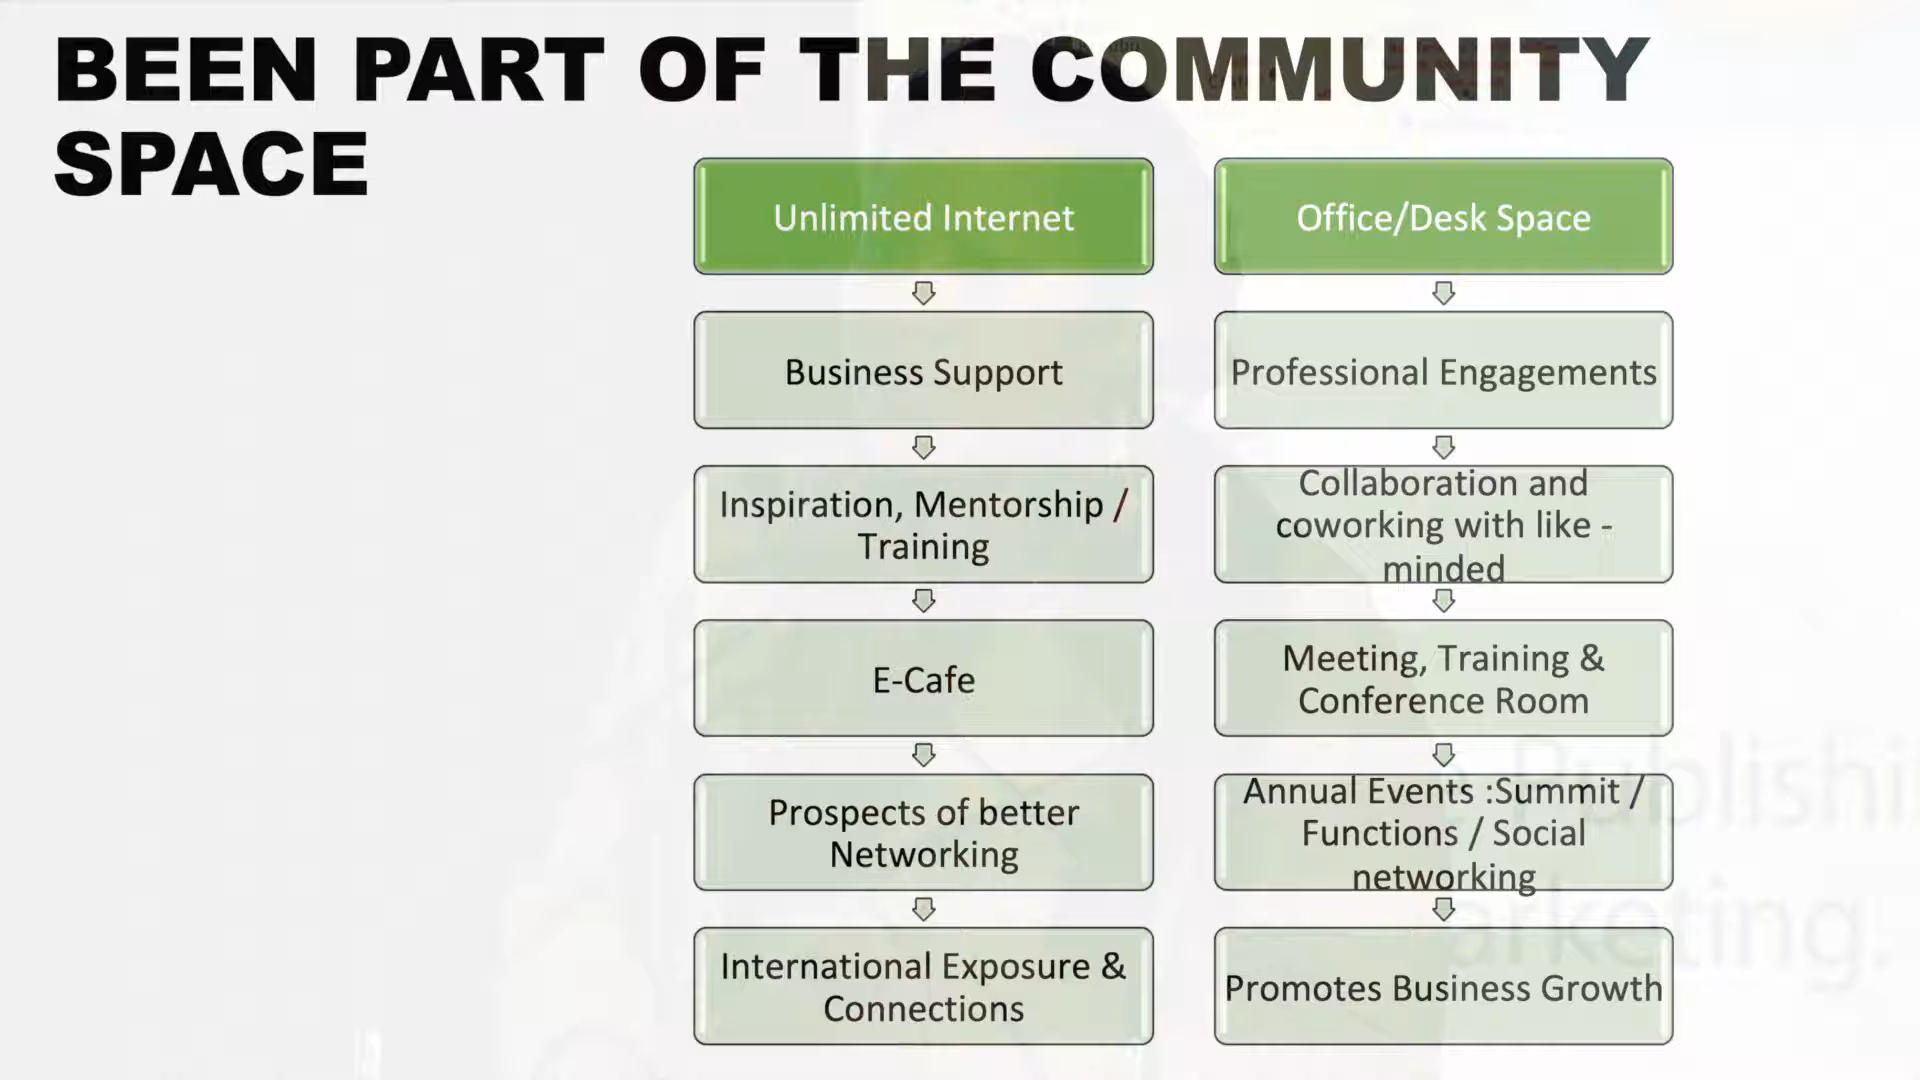 BEEN PART OF THE COMMUNITY
SPACE
Unlimited Internet
Business Support
Inspiration, Mentorship /
Training
E-Cafe
Prospects of better
Networking
International Exposure &
Connections
Office/Desk Space
Professional Engagements
Collaboration and
coworking with like -
minded
Meeting, Training &
Conference Room
Annual Events :Summit /
Functions / Social
networking
Promotes Business Growth